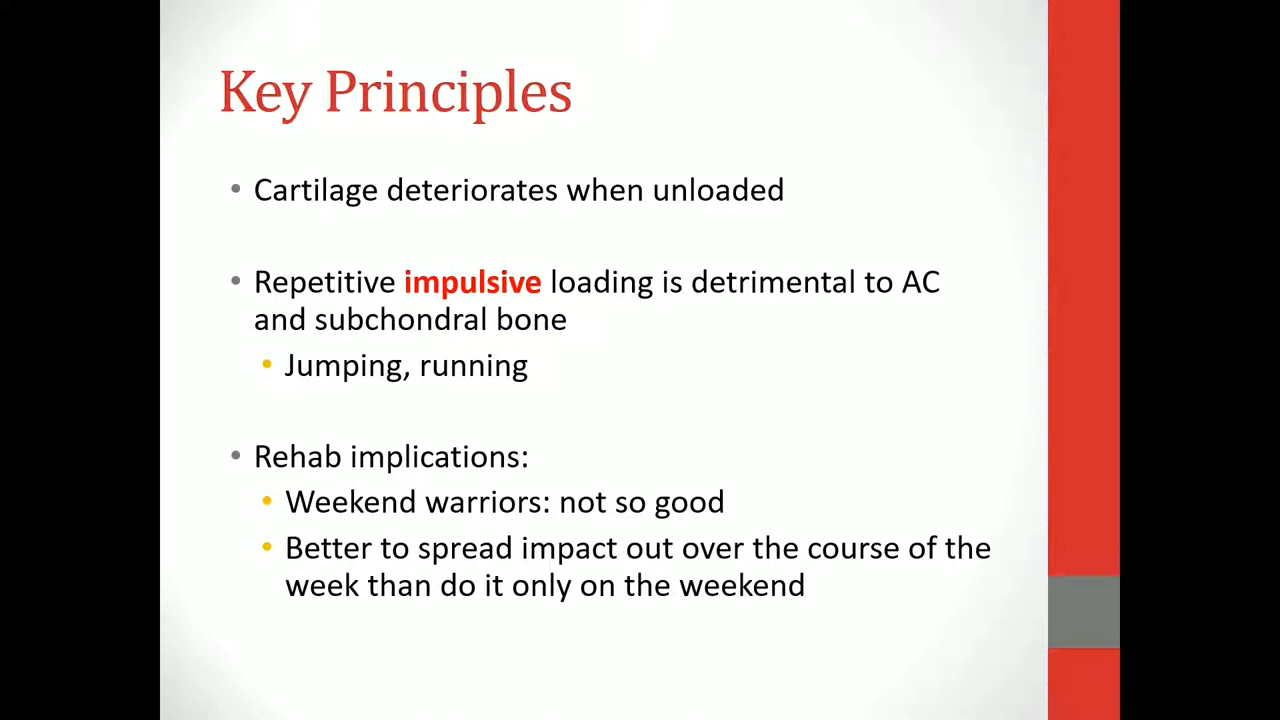 Key Principles
• Cartilage deteriorates when unloaded
• Repetitive impulsive loading is detrimental to AC
and subchondral bone
• Jumping, running
• Rehab implications:
• Weekend warriors: not so good
• Better to spread impact out over the course of the
week than do it only on the weekend